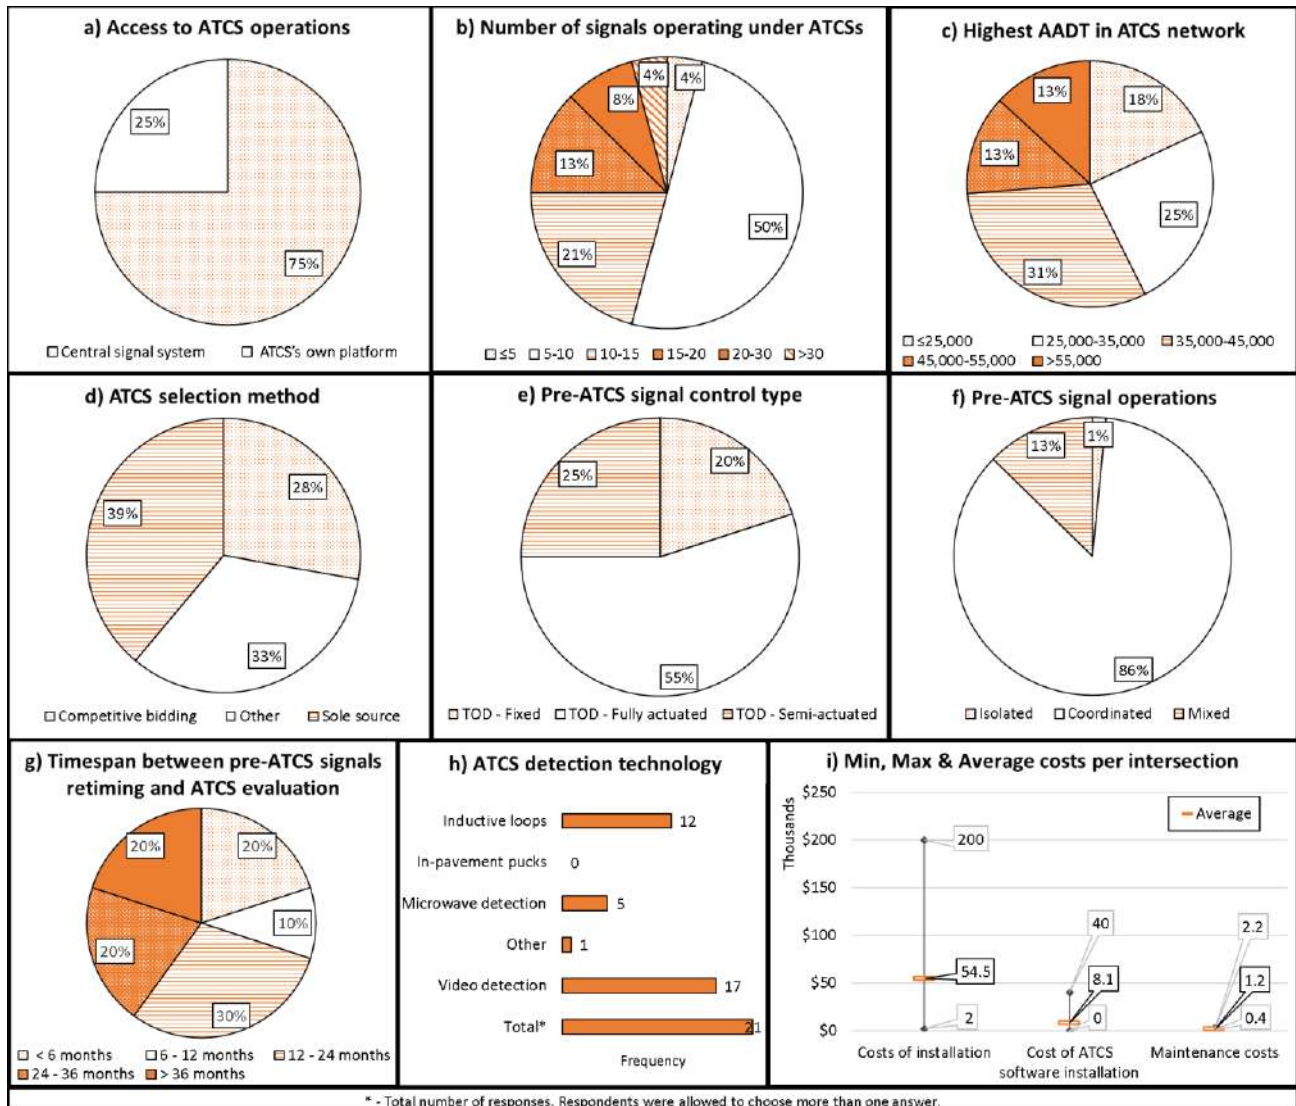 a) Access to ATCS operations
25%
75%
Central signal system ATCS's own platform
b) Number of signals operating under ATCSs
4% 4%
8%
13%
50%
21%
≤5 5-10 10-15 15-20 20-30 >30
c) Highest AADT in ATCS network
13% 18%
13%
25%
31%
≤25,000 25,000-35,000 35,000-45,000
45,000-55,000 >55,000
d) ATCS selection method
28%
39%
33%
Competitive bidding Other Sole source
e) Pre-ATCS signal control type
20%
25%
55%
TOD - Fixed TOD - Fully actuated TOD - Semi-actuated
f) Pre-ATCS signal operations
13% 1%
86%
Isolated Coordinated Mixed
g) Timespan between pre-ATCS signals
retiming and ATCS evaluation
20% 20%
10%
20%
30%
< 6 months 6 - 12 months 12 - 24 months
24 - 36 months > 36 months
h) ATCS detection technology
Inductive loops 12
In-pavement pucks 0
Microwave detection 5
Other 1
Video detection 17
Total* 21
Frequency
i) Min, Max & Average costs per intersection
Thousands
$250
$200
$150
$100
$50
$0
Average
200
54.5
2
40
8.1
0
2.2
1.2
0.4
Costs of installation Cost of ATCS Maintenance costs
software installation
* - Total number of responses. Respondents were allowed to choose more than one answer.